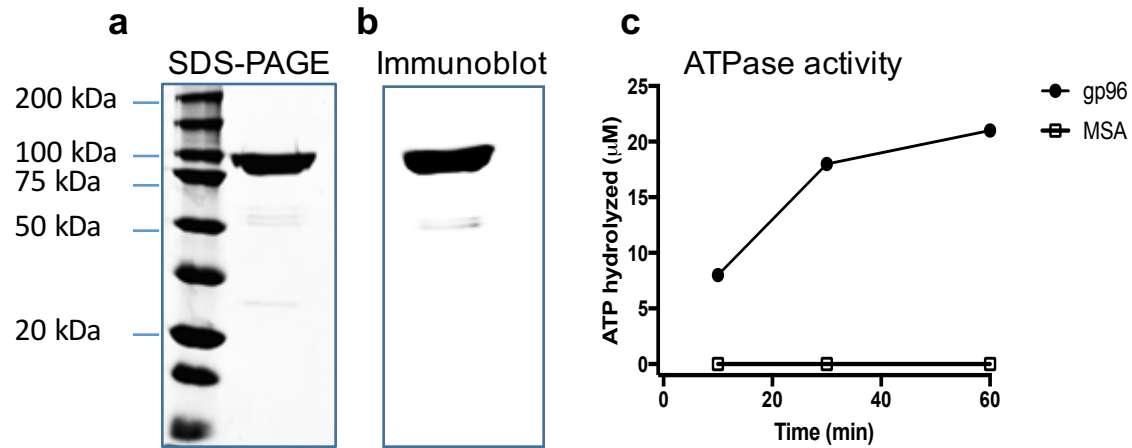 a
SDS-PAGE
200 kDa
100 kDa
75 kDa
50 kDa
20 kDa
b
Immunoblot
c
ATPase activity
ATP hydrolyzed (μM)
25
20
15
10
5
0
0 20 40 60
Time (min)
gp96
MSA